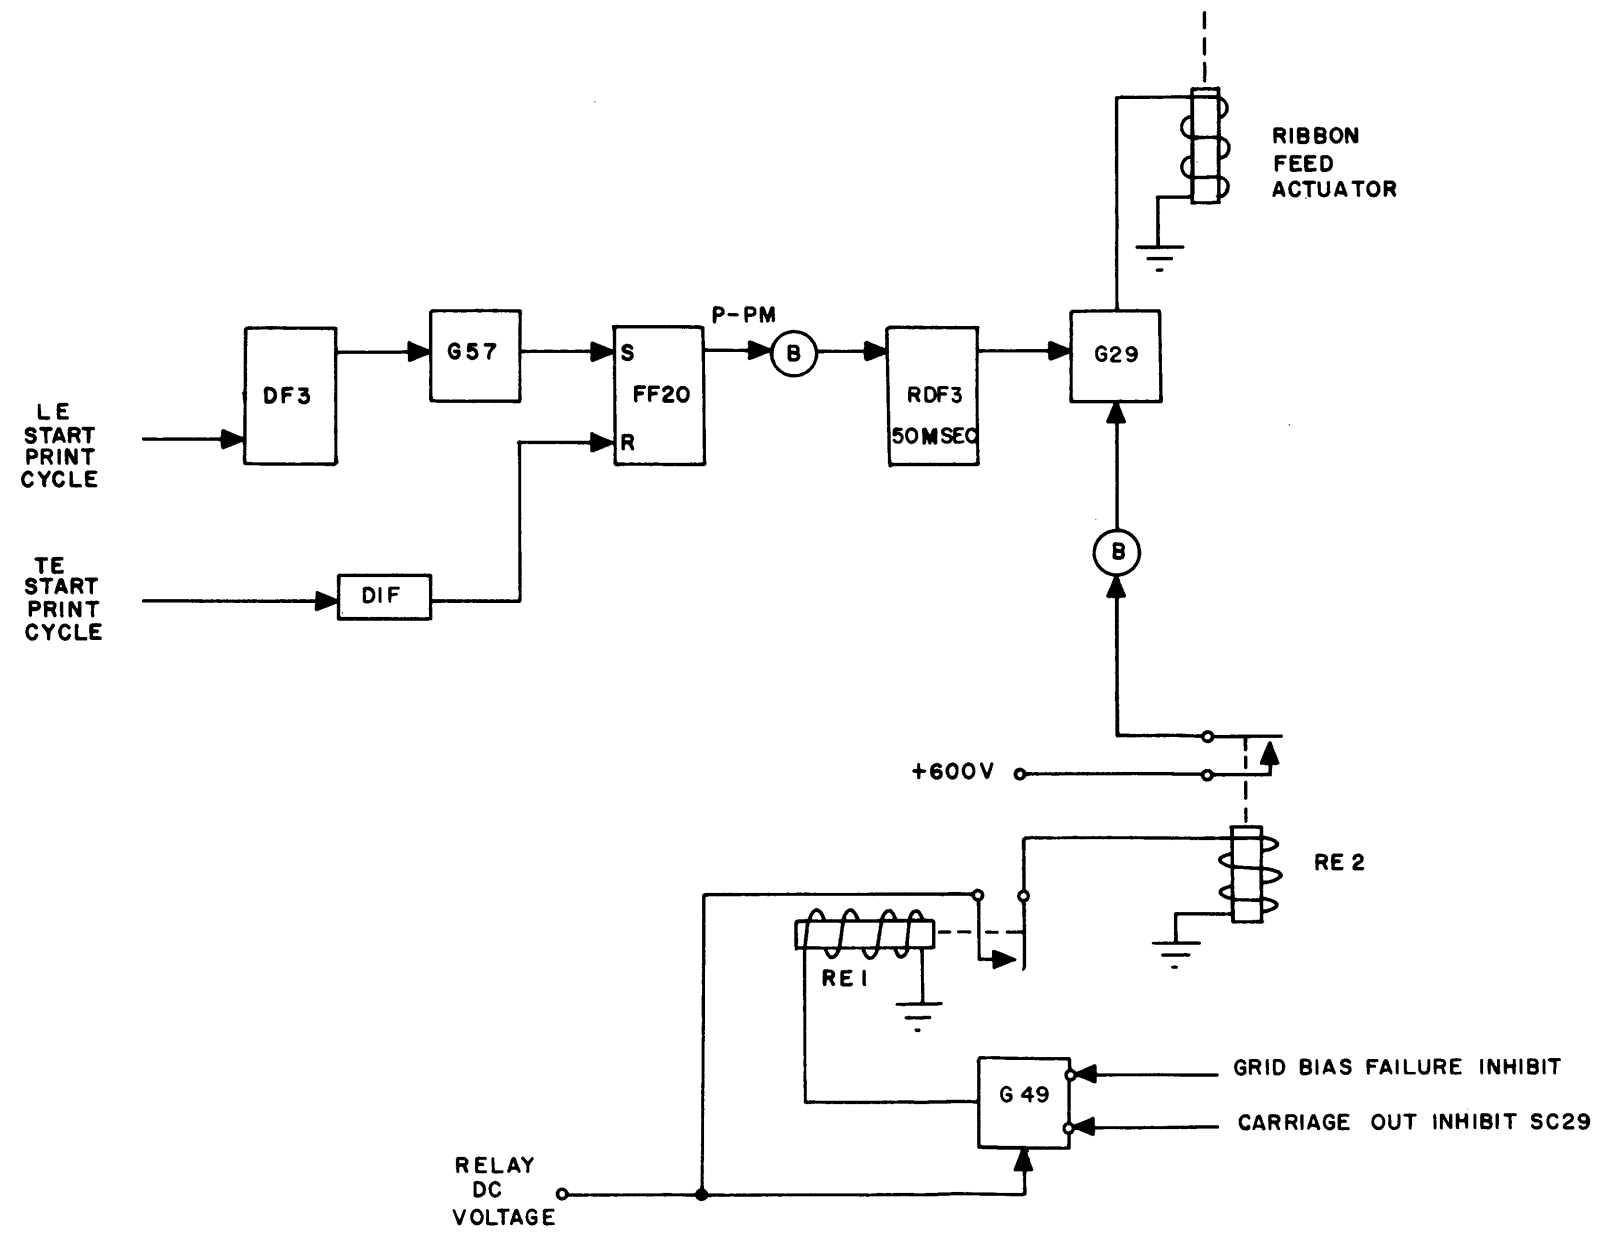 RIBBON
FEED
ACTUATOR
P-PM
G57
S
B
G29
DF3
FF20
RDF3
LE
START
PRINT
CYCLE
R
50MSEC
B
TE
START
PRINT
CYCLE
DIF
+600V
RE2
RE1
GRID BIAS FAILURE INHIBIT
G49
CARRIAGE OUT INHIBIT SC29
RELAY
DC
VOLTAGE